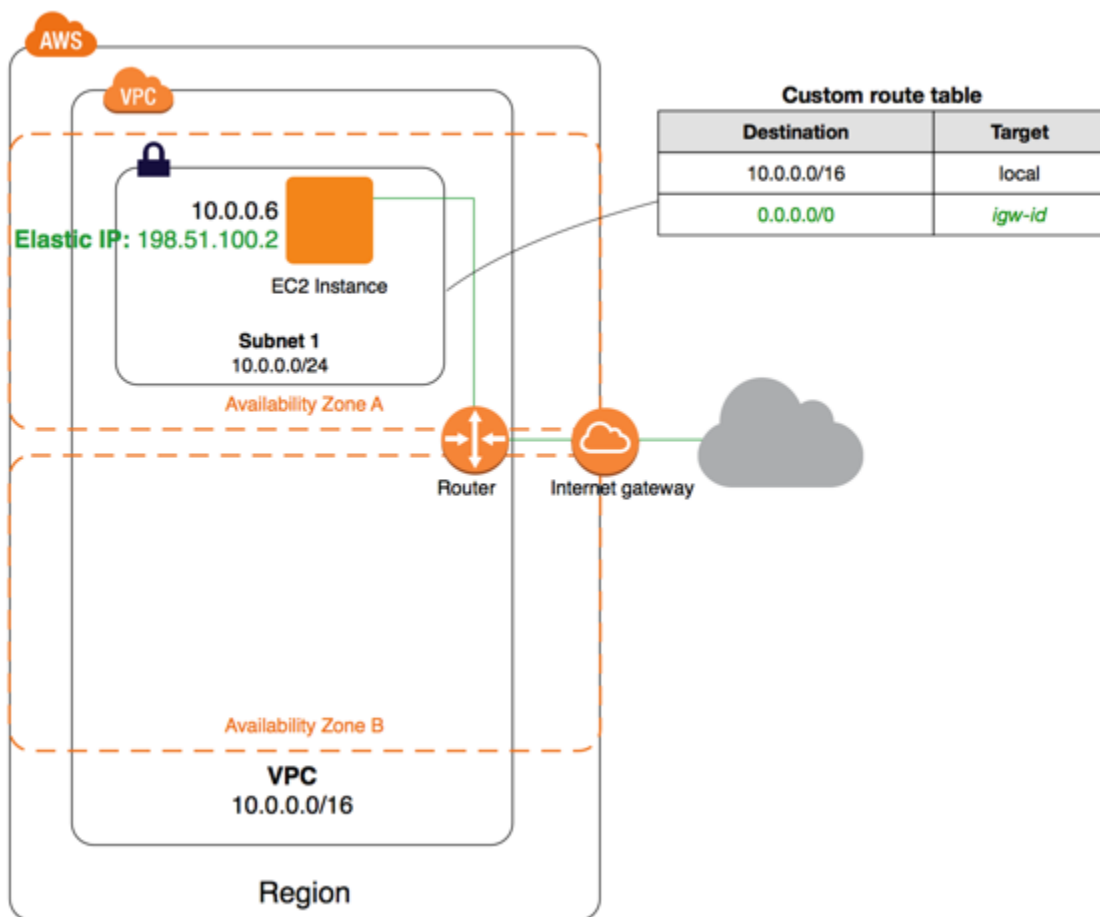 AWS
VPC
Custom route table
Destination Target
10.0.0.0/16 local
0.0.0.0/0 igw-id
10.0.0.6
Elastic IP: 198.51.100.2
EC2 Instance
Subnet 1
10.0.0.0/24
Availability Zone A
Router
Internet gateway
Availability Zone B
VPC
10.0.0.0/16
Region